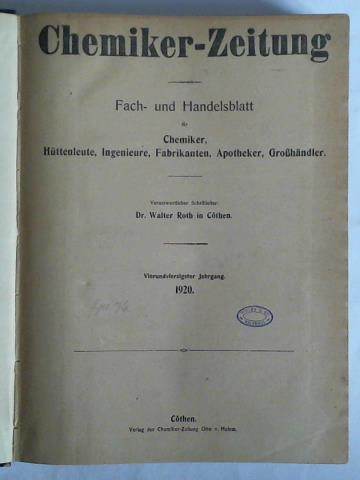 Chemiker-Zeitung
Fach- und Handelsblatt
für
Chemiker,
Hüttenleute, Ingenieure, Fabrikanten, Apotheker, Großhändler.
Verantwortlicher Schriftleiter:
Dr. Walter Roth in Cöthen.
Vierundvierzigster Jahrgang.
1920.
Cöthen.
Verlag der Chemiker-Zeitung Otto v. Halem.